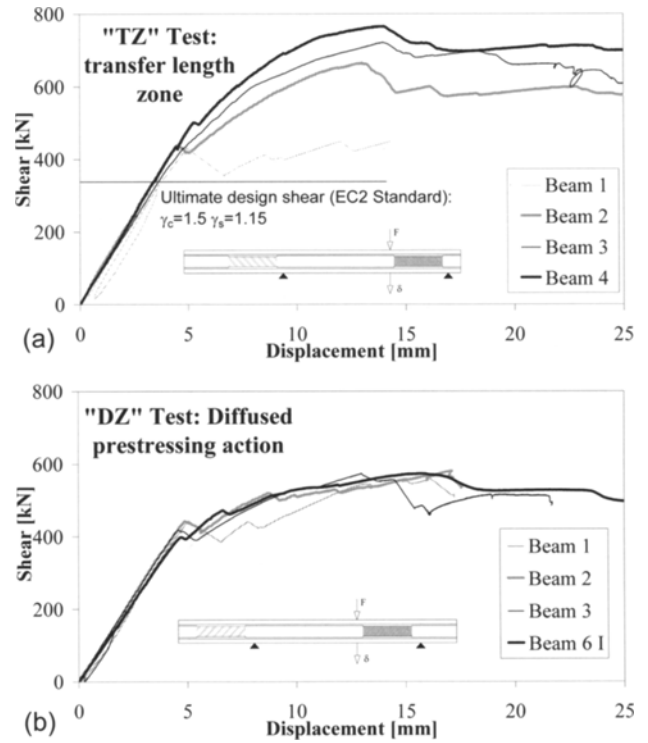 "TZ" Test:
transfer length
zone
Shear [kN]
800
600
400
200
0
Ultimate design shear (EC2 Standard):
γc=1.5 γs=1.15
F
δ
Beam 1
Beam 2
Beam 3
Beam 4
0 5 10 15 20 25
(a)
Displacement [mm]
"DZ" Test: Diffused
prestressing action
Shear [kN]
800
600
400
200
0
F
δ
Beam 1
Beam 2
Beam 3
Beam 6 I
0 5 10 15 20 25
(b)
Displacement [mm]